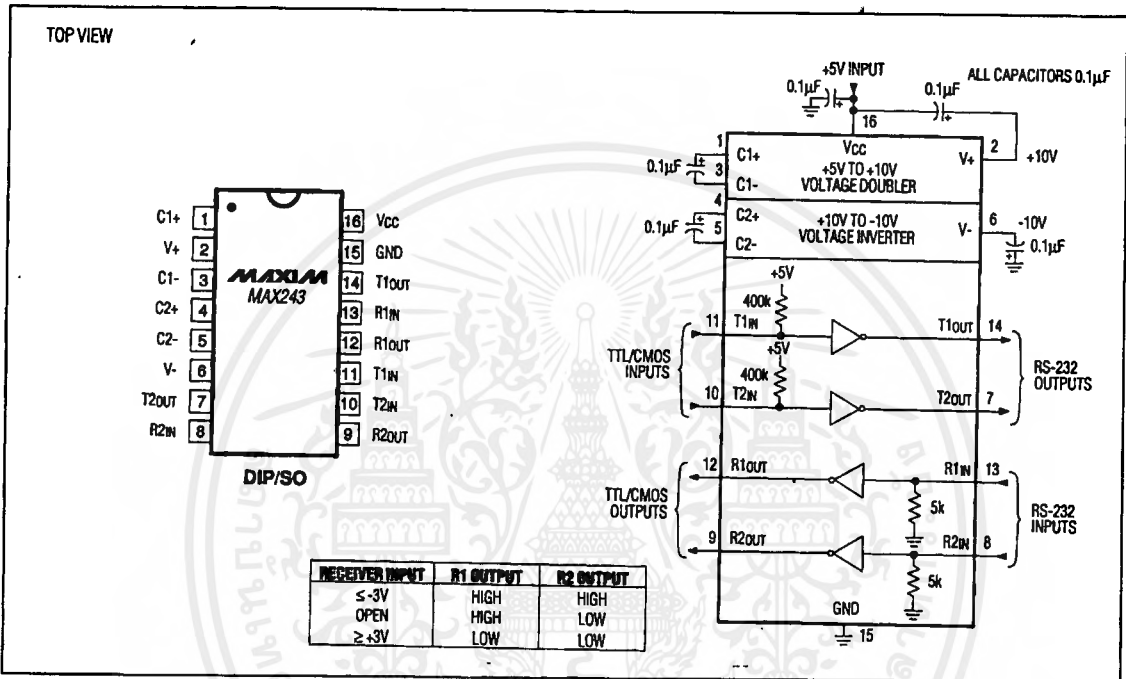 TOP VIEW
C1+ 1
V+ 2
C1- 3
C2+ 4
C2- 5
V- 6
T2OUT 7
R2IN 8
MAXIM
MAX243
16 VCC
15 GND
14 T1OUT
13 R1IN
12 R1OUT
11 T1IN
10 T2IN
9 R2OUT
DIP/SO
+5V INPUT
ALL CAPACITORS 0.1µF
0.1µF
0.1µF
16
VCC
1
C1+
+5V TO +10V
VOLTAGE DOUBLER
V+
2
+10V
0.1µF
3
C1-
4
C2+
+10V TO -10V
VOLTAGE INVERTER
V-
6
-10V
0.1µF
5
C2-
0.1µF
+5V
400k
11
T1IN
T1OUT
14
+5V
400k
TTL/CMOS
INPUTS
RS-232
OUTPUTS
10
T2IN
T2OUT
7
12
R1OUT
R1IN
13
5k
TTL/CMOS
OUTPUTS
RS-232
INPUTS
9
R2OUT
R2IN
8
5k
GND
15
RECEIVER INPUT R1 OUTPUT R2 OUTPUT
≤ -3V HIGH HIGH
OPEN HIGH LOW
≥ +3V LOW LOW